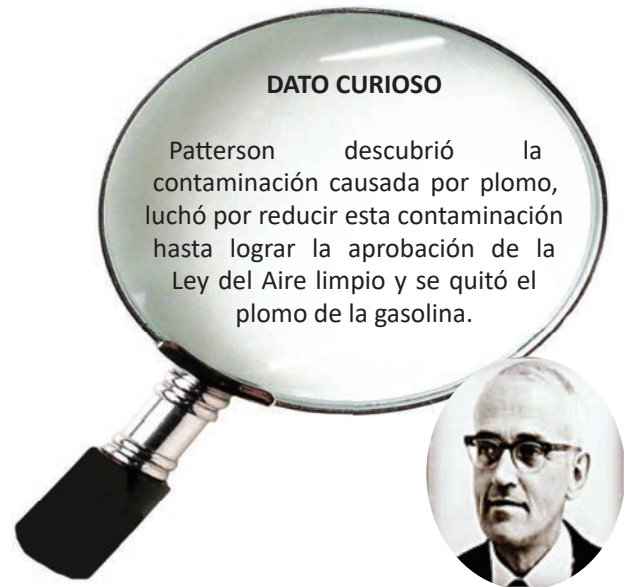 DATO CURIOSO
Patterson descubrió la
contaminación causada por plomo,
luchó por reducir esta contaminación
hasta lograr la aprobación de la
Ley del Aire limpio y se quitó el
plomo de la gasolina.